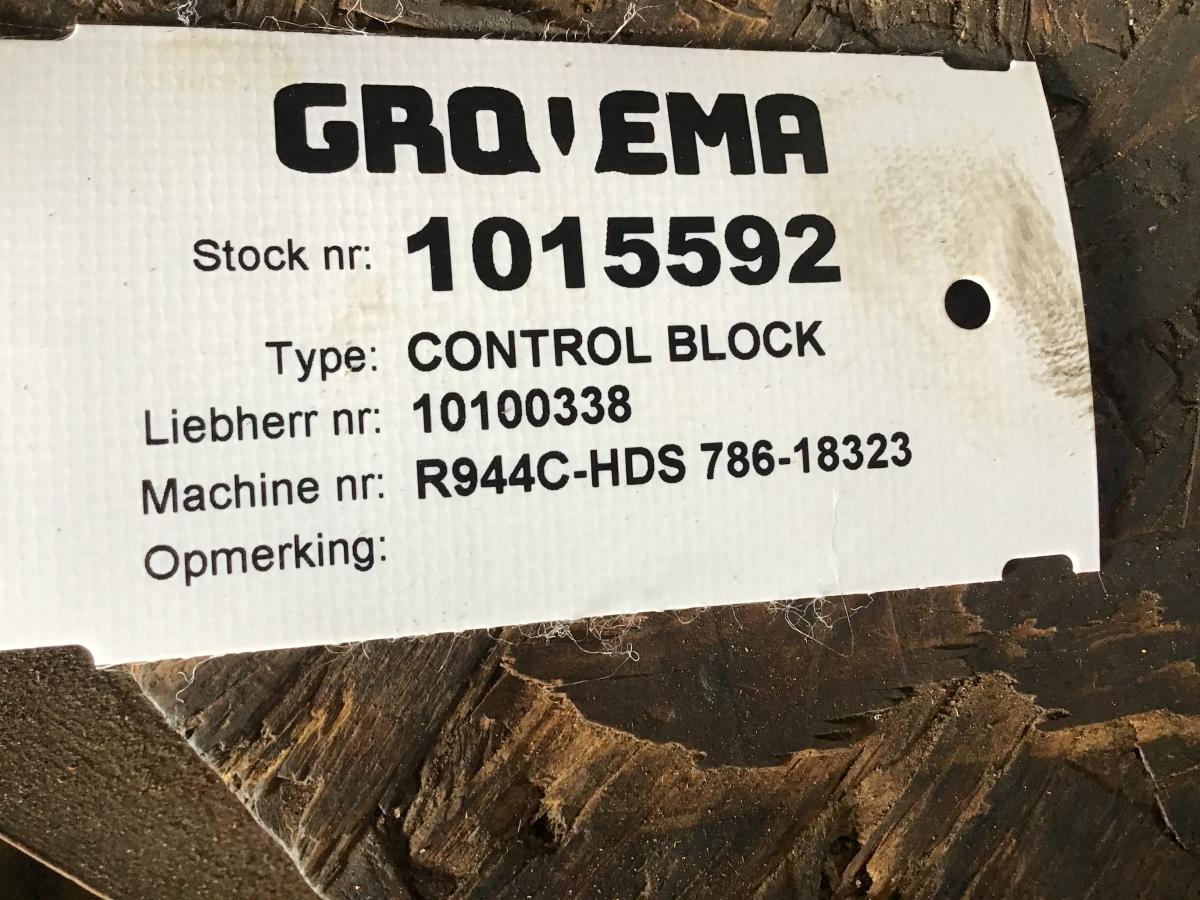 GRO'EMA
Stock nr: 1015592
Type: CONTROL BLOCK
Liebherr nr: 10100338
Machine nr: R944C-HDS 786-18323
Opmerking: